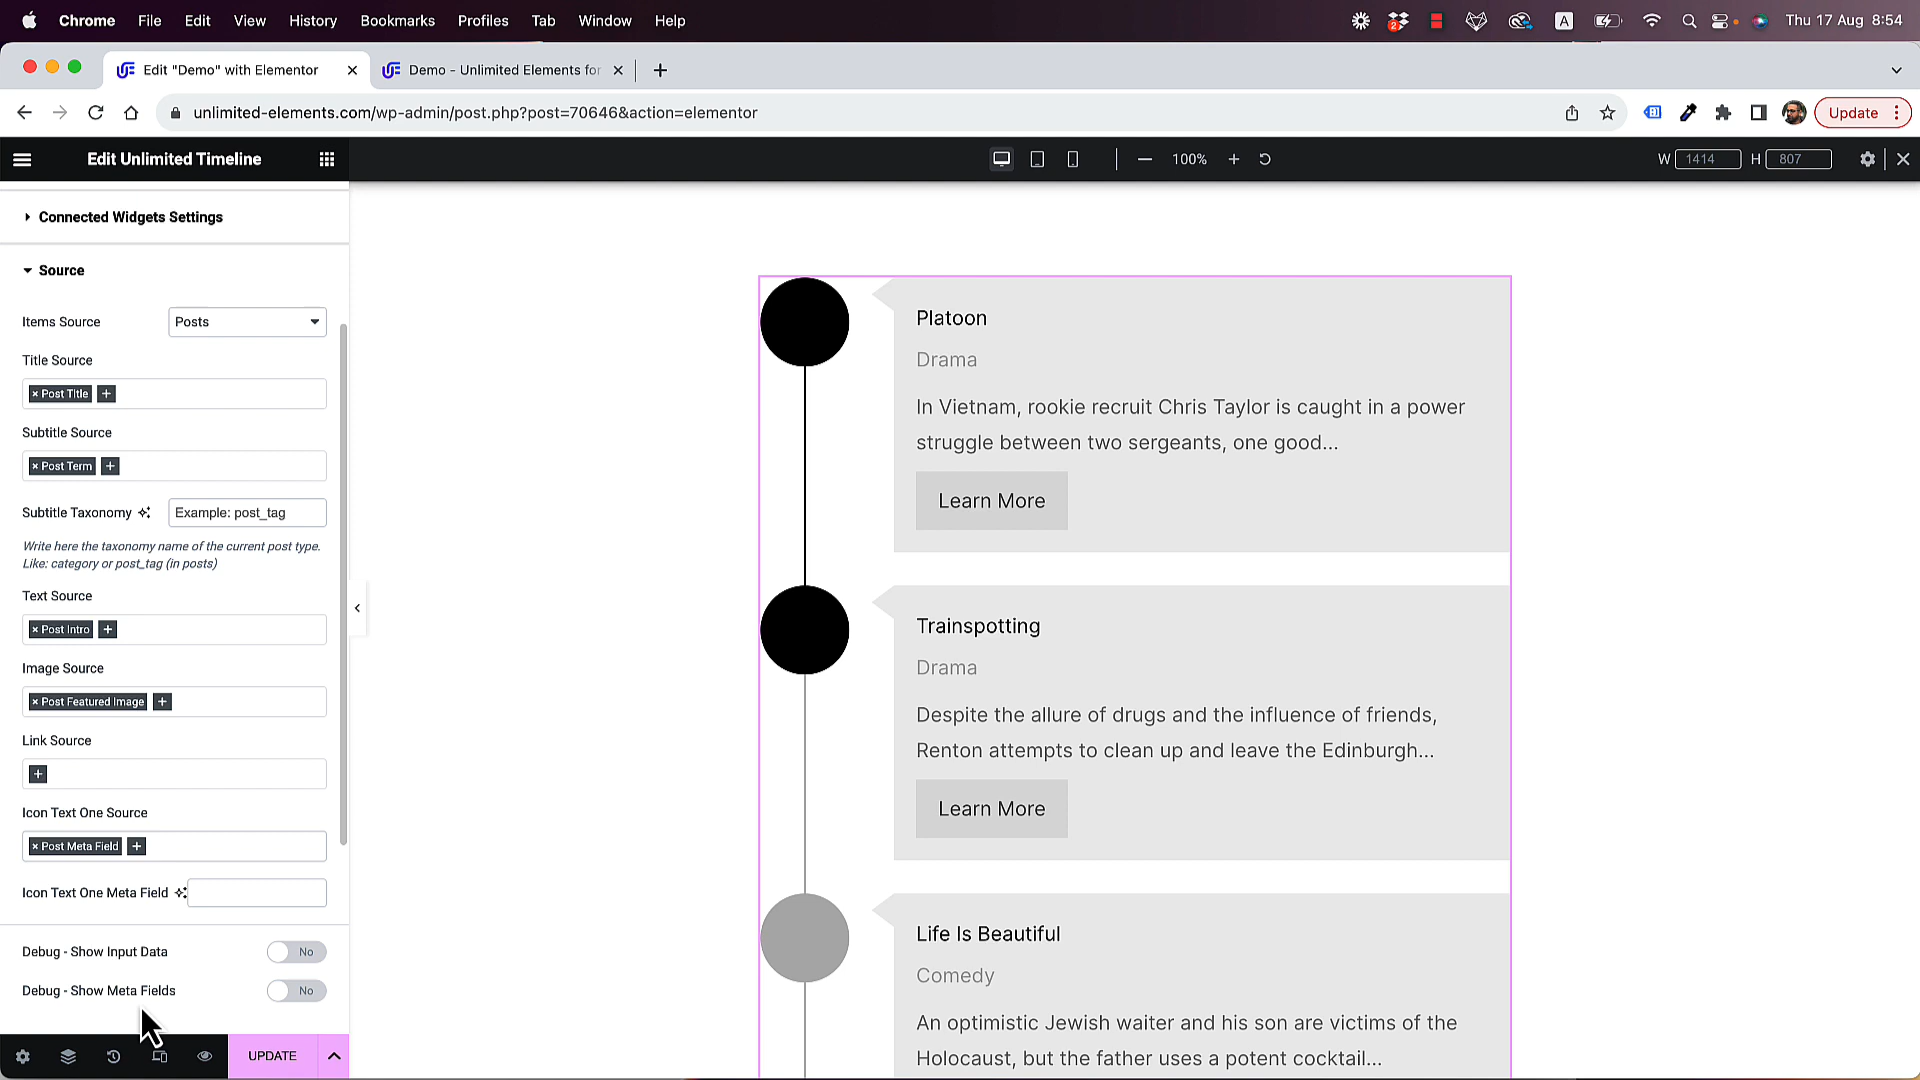 Chrome File Edit View History Bookmarks Profiles Tab Window Help
2 A Thu 17 Aug 8:54
Edit "Demo" with Elementor
Demo - Unlimited Elements for
unlimited-elements.com/wp-admin/post.php?post=70646&action=elementor
Update
Edit Unlimited Timeline
100%
W 1414 H 807
Connected Widgets Settings
Source
Items Source Posts
Title Source
× Post Title +
Subtitle Source
× Post Term +
Subtitle Taxonomy Example: post_tag
Write here the taxonomy name of the current post type.
Like: category or post_tag (in posts)
Text Source
× Post Intro +
Image Source
× Post Featured Image +
Link Source
+
Icon Text One Source
× Post Meta Field +
Icon Text One Meta Field
Debug - Show Input Data No
Debug - Show Meta Fields No
UPDATE
Platoon
Drama
In Vietnam, rookie recruit Chris Taylor is caught in a power
struggle between two sergeants, one good...
Learn More
Trainspotting
Drama
Despite the allure of drugs and the influence of friends,
Renton attempts to clean up and leave the Edinburgh...
Learn More
Life Is Beautiful
Comedy
An optimistic Jewish waiter and his son are victims of the
Holocaust, but the father uses a potent cocktail...